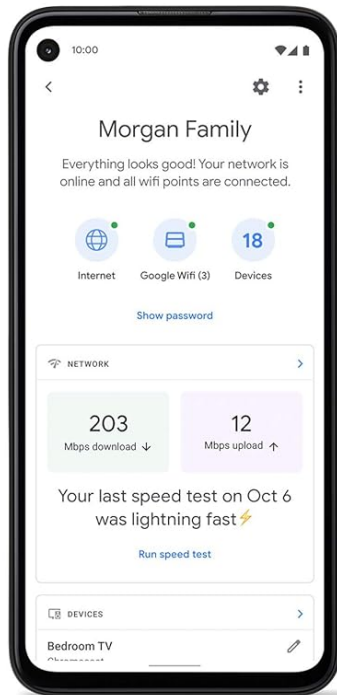 10:00
Morgan Family
Everything looks good! Your network is
online and all wifi points are connected.
18
Internet
Google Wifi (3)
Devices
Show password
NETWORK
203
Mbps download ↓
12
Mbps upload ↑
Your last speed test on Oct 6
was lightning fast⚡
Run speed test
DEVICES
Bedroom TV
Chromecast